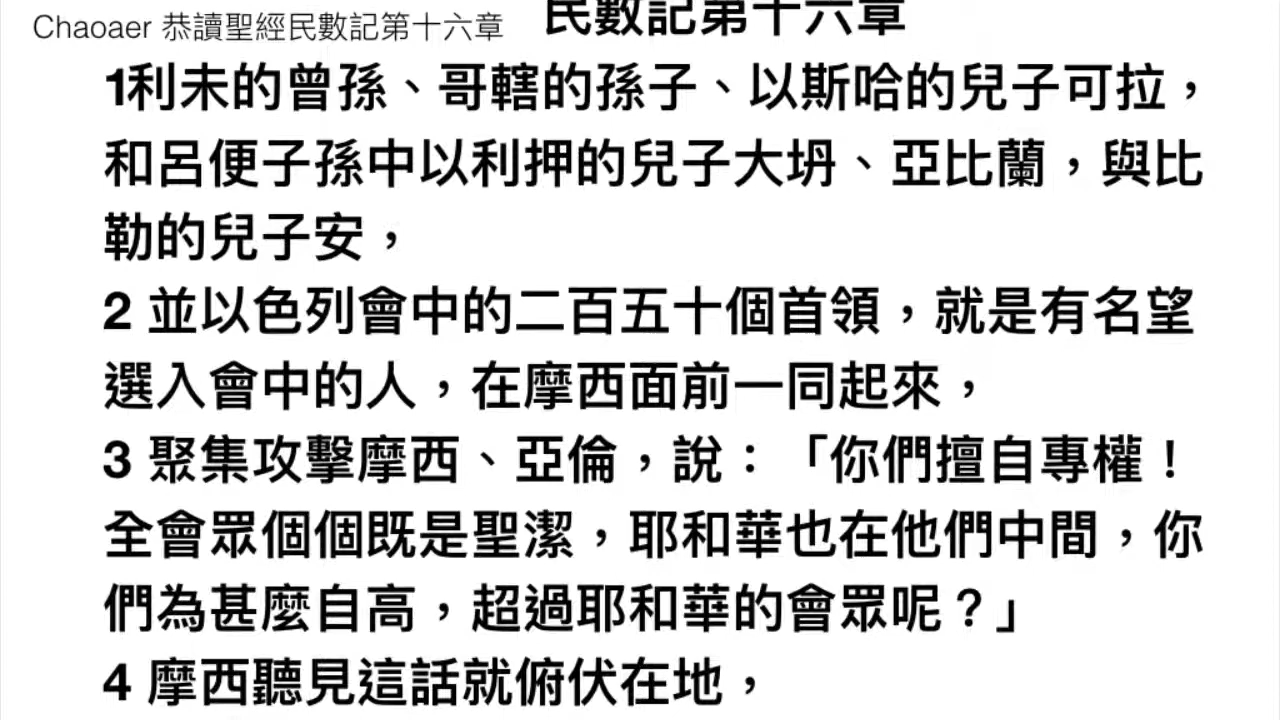 Chaoaer 恭讀聖經民數記第十六章
民數記第十六章
1利未的曾孫、哥轄的孫子、以斯哈的兒子可拉，
和呂便子孫中以利押的兒子大坍、亞比蘭，與比
勒的兒子安，
2 並以色列會中的二百五十個首領，就是有名望
選入會中的人，在摩西面前一同起來，
3 聚集攻擊摩西、亞倫，說：「你們擅自專權！
全會眾個個既是聖潔，耶和華也在他們中間，你
們為甚麼自高，超過耶和華的會眾呢？」
4 摩西聽見這話就俯伏在地，